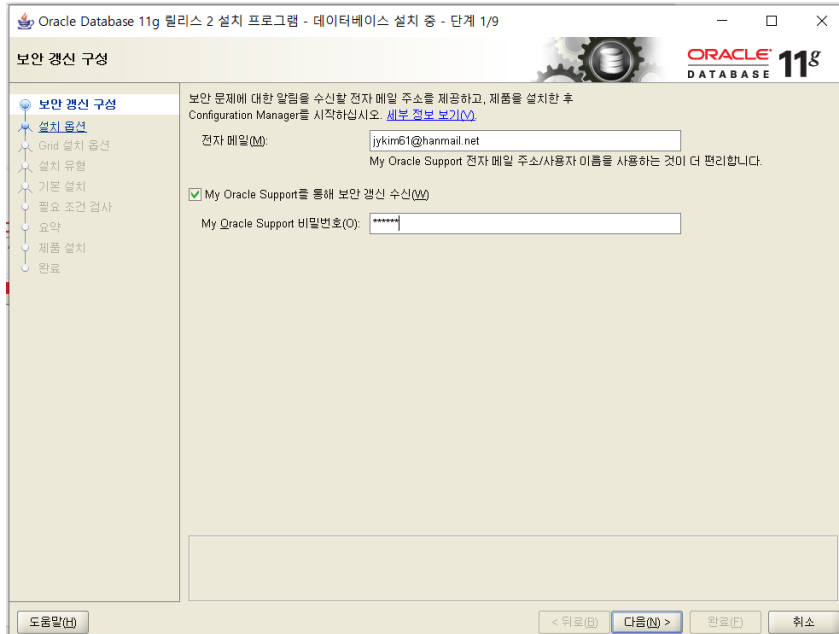 Oracle Database 11g 릴리스 2 설치 프로그램 - 데이터베이스 설치 중 - 단계 1/9
보안 갱신 구성
ORACLE
DATABASE
11g
보안 갱신 구성
설치 옵션
Grid 설치 옵션
설치 유형
기본 설치
필요 조건 검사
요약
제품 설치
완료
보안 문제에 대한 알림을 수신할 전자 메일 주소를 제공하고, 제품을 설치한 후
Configuration Manager를 시작하십시오. 세부 정보 보기(V).
전자 메일(M):
jykim61@hanmail.net
My Oracle Support 전자 메일 주소/사용자 이름을 사용하는 것이 더 편리합니다.
My Oracle Support를 통해 보안 갱신 수신(W)
My Oracle Support 비밀번호(O):
******
도움말(H)
< 뒤로(B)
다음(N) >
완료(F)
취소